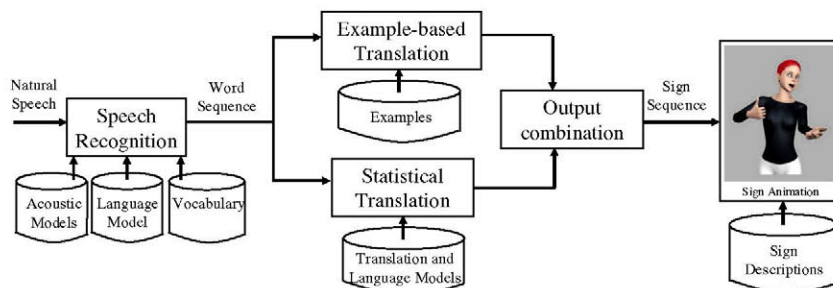 Natural
Speech
Speech
Recognition
Acoustic
Models
Language
Model
Vocabulary
Word
Sequence
Example-based
Translation
Examples
Statistical
Translation
Translation and
Language Models
Output
combination
Sign
Sequence
Sign Animation
Sign
Descriptions